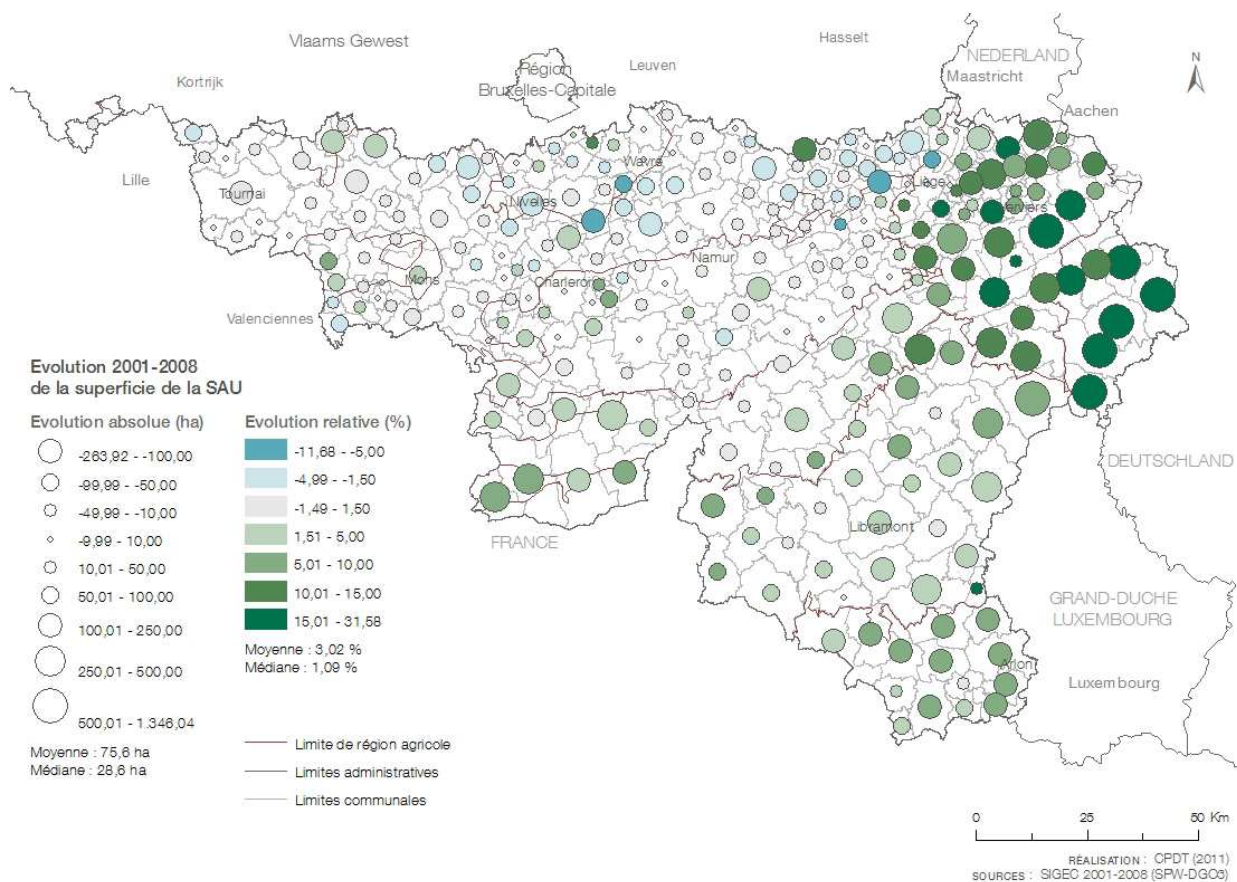 Hasselt
Vlaams Gewest
NEDERLAND
Leuven
Région
Bruxelles-Capitale
Maastricht
N
Kortrijk
Aachen
Lille
Wavre
Tournai
Liège
Nivelles
Verviers
Namur
Mons
Charleroi
Valenciennes
Evolution 2001-2008
de la superficie de la SAU
Evolution absolue (ha)
-263,92 - -100,00
-99,99 - -50,00
-49,99 - -10,00
-9,99 - 10,00
10,01 - 50,00
50,01 - 100,00
100,01 - 250,00
250,01 - 500,00
500,01 - 1.346,04
Moyenne : 75,6 ha
Médiane : 28,6 ha
Evolution relative (%)
-11,68 - -5,00
-4,99 - -1,50
-1,49 - 1,50
1,51 - 5,00
5,01 - 10,00
10,01 - 15,00
15,01 - 31,58
Moyenne : 3,02 %
Médiane : 1,09 %
Limite de région agricole
Limites administratives
Limites communales
DEUTSCHLAND
FRANCE
Libramont
GRAND-DUCHE
LUXEMBOURG
Arlon
Luxembourg
0 25 50 Km
RÉALISATION : CPDT (2011)
SOURCES : SIGEC 2001-2008 (SPW-DGO3)